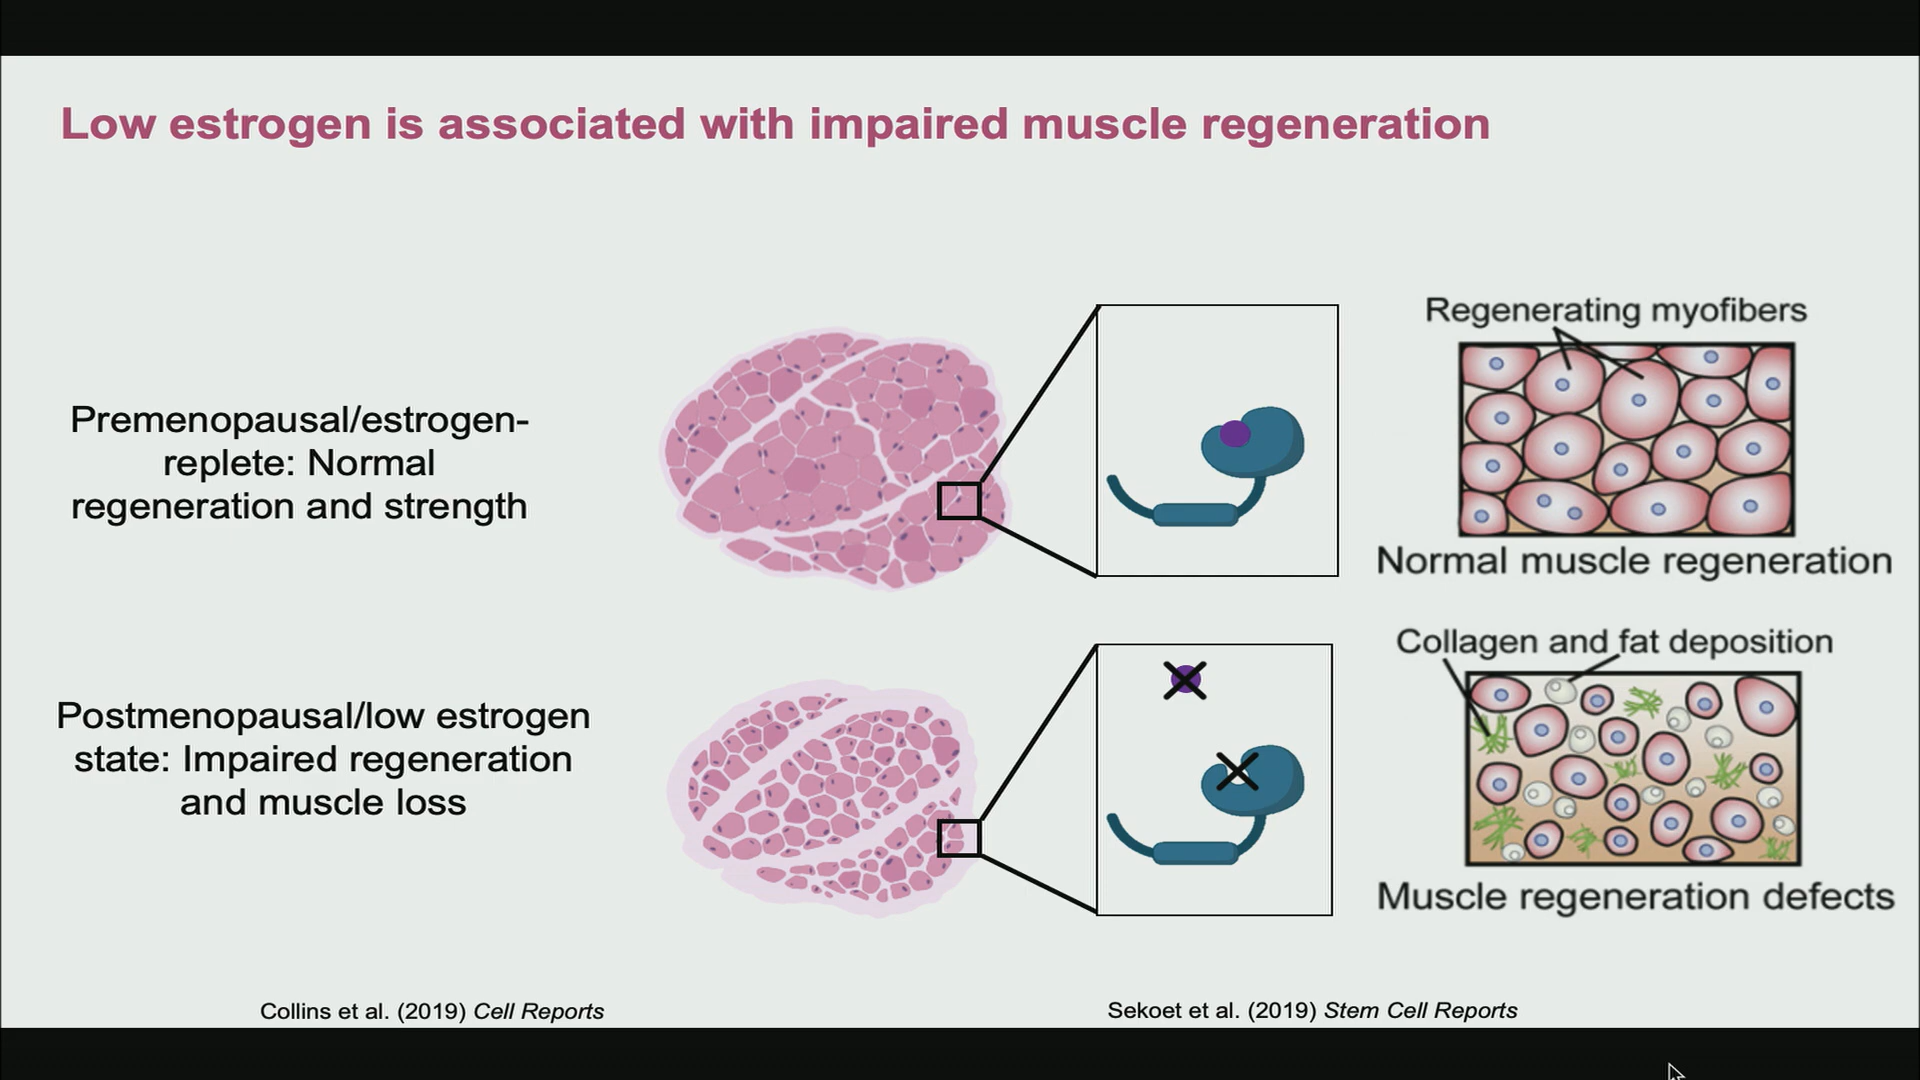 Low estrogen is associated with impaired muscle regeneration
Premenopausal/estrogen-
replete: Normal
regeneration and strength
Regenerating myofibers
Normal muscle regeneration
Postmenopausal/low estrogen
state: Impaired regeneration
and muscle loss
Collagen and fat deposition
Muscle regeneration defects
Collins et al. (2019) Cell Reports
Sekoet et al. (2019) Stem Cell Reports